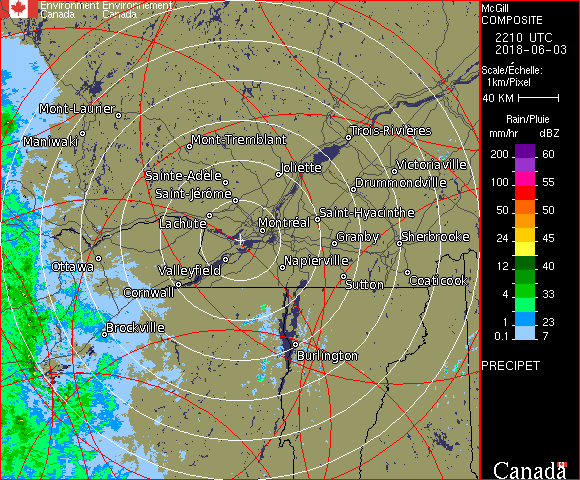 Environment Environnement
Canada Canada
McGill
COMPOSITE
2210 UTC
2018-06-03
Scale/Échelle:
1km/Pixel
40 KM
Rain/Pluie
mm/hr dBZ
200 60
100 55
50 50
24 45
12 40
4 33
1 23
0.1 7
PRECIPET
Mont-Laurier
Maniwaki
Mont-Tremblant
Trois-Rivières
Sainte-Adèle
Joliette
Victoriaville
Saint-Jérôme
Drummondville
Lachute
Montréal
Saint-Hyacinthe
Granby
Sherbrooke
Ottawa
Valleyfield
Napierville
Cornwall
Sutton
Coaticook
Brockville
Burlington
Canada